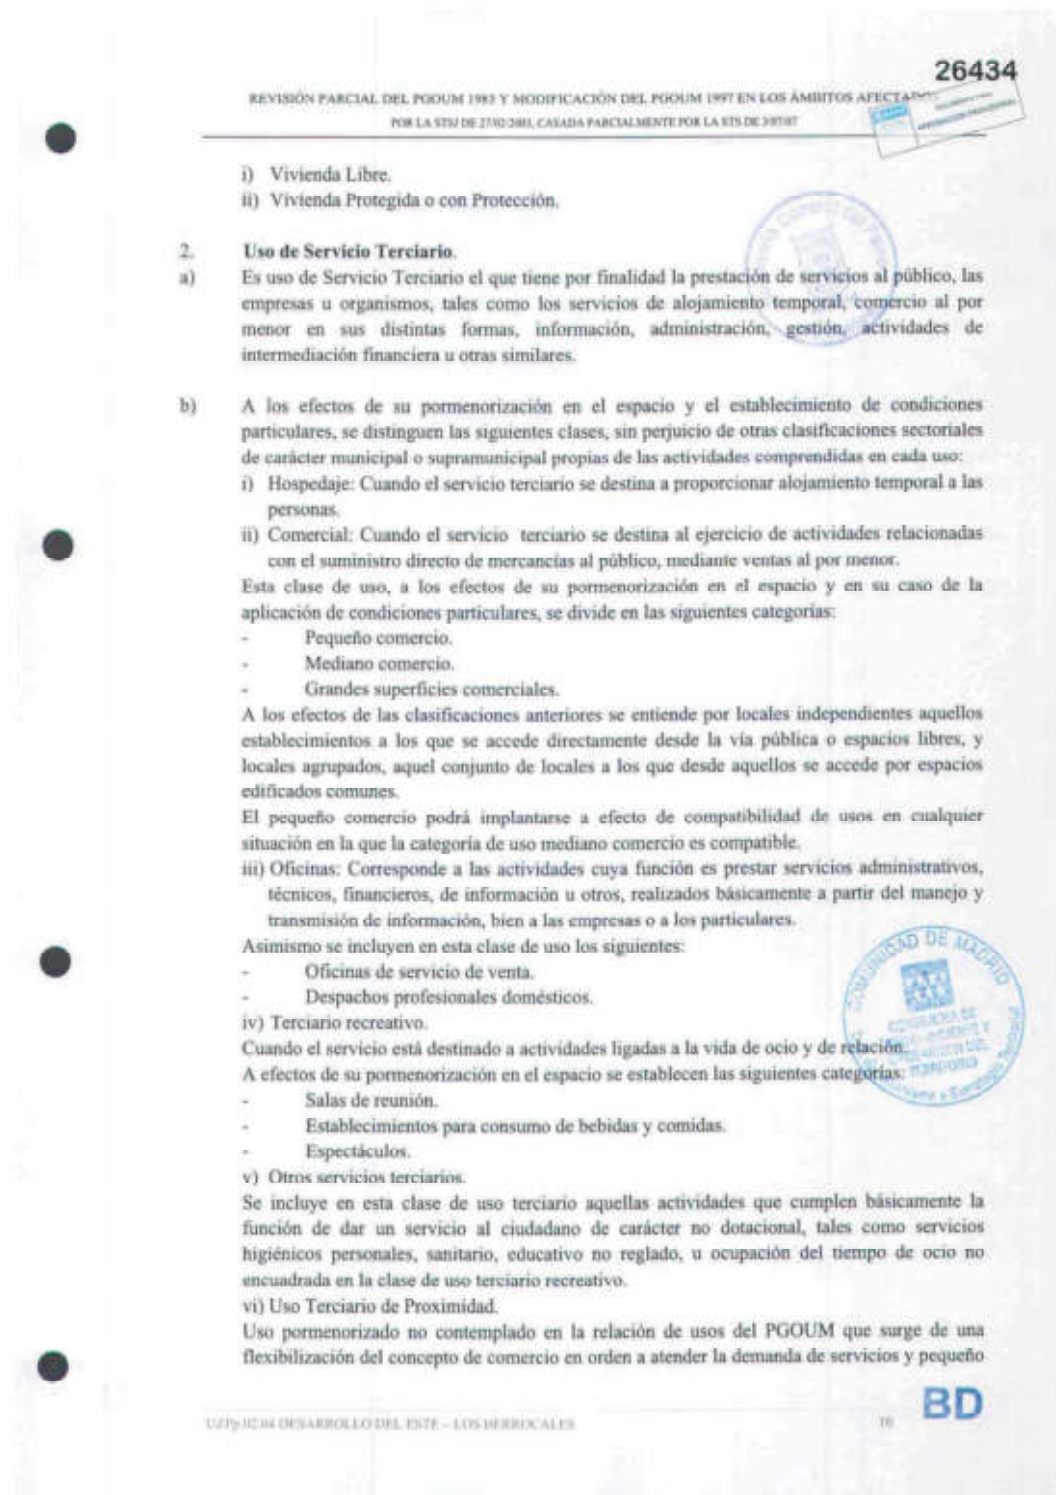 26434
REVISIÓN PARCIAL DEL PGOUM 1985 Y MODIFICACIÓN DEL PGOUM 1997 EN LOS ÁMBITOS AFECTADOS
POR LA STSJ DE 27/02/2003, CASADA PARCIALMENTE POR LA STS DE 3/07/07
i) Vivienda Libre.
ii) Vivienda Protegida o con Protección.
2. Uso de Servicio Terciario.
a) Es uso de Servicio Terciario el que tiene por finalidad la prestación de servicios al público, las
empresas u organismos, tales como los servicios de alojamiento temporal, comercio al por
menor en sus distintas formas, información, administración, gestión, actividades de
intermediación financiera u otras similares.
b) A los efectos de su pormenorización en el espacio y el establecimiento de condiciones
particulares, se distinguen las siguientes clases, sin perjuicio de otras clasificaciones sectoriales
de carácter municipal o supramunicipal propias de las actividades comprendidas en cada uso:
i) Hospedaje: Cuando el servicio terciario se destina a proporcionar alojamiento temporal a las
personas.
ii) Comercial: Cuando el servicio terciario se destina al ejercicio de actividades relacionadas
con el suministro directo de mercancías al público, mediante ventas al por menor.
Esta clase de uso, a los efectos de su pormenorización en el espacio y en su caso de la
aplicación de condiciones particulares, se divide en las siguientes categorías:
- Pequeño comercio.
- Mediano comercio.
- Grandes superficies comerciales.
A los efectos de las clasificaciones anteriores se entiende por locales independientes aquellos
establecimientos a los que se accede directamente desde la vía pública o espacios libres, y
locales agrupados, aquel conjunto de locales a los que desde aquellos se accede por espacios
edificados comunes.
El pequeño comercio podrá implantarse a efecto de compatibilidad de usos en cualquier
situación en la que la categoría de uso mediano comercio es compatible.
iii) Oficinas: Corresponde a las actividades cuya función es prestar servicios administrativos,
técnicos, financieros, de información u otros, realizados básicamente a partir del manejo y
transmisión de información, bien a las empresas o a los particulares.
Asimismo se incluyen en esta clase de uso los siguientes:
- Oficinas de servicio de venta.
- Despachos profesionales domésticos.
iv) Terciario recreativo.
Cuando el servicio está destinado a actividades ligadas a la vida de ocio y de relación.
A efectos de su pormenorización en el espacio se establecen las siguientes categorías:
- Salas de reunión.
- Establecimientos para consumo de bebidas y comidas.
- Espectáculos.
COMUNIDAD DE MADRID
v) Otros servicios terciarios.
Se incluye en esta clase de uso terciario aquellas actividades que cumplen básicamente la
función de dar un servicio al ciudadano de carácter no dotacional, tales como servicios
higiénicos personales, sanitario, educativo no reglado, u ocupación del tiempo de ocio no
encuadrada en la clase de uso terciario recreativo.
vi) Uso Terciario de Proximidad.
Uso pormenorizado no contemplado en la relación de usos del PGOUM que surge de una
flexibilización del concepto de comercio en orden a atender la demanda de servicios y pequeño
UZPp 02.04 DESARROLLO DEL ESTE – LOS BERROCALES
10
BD